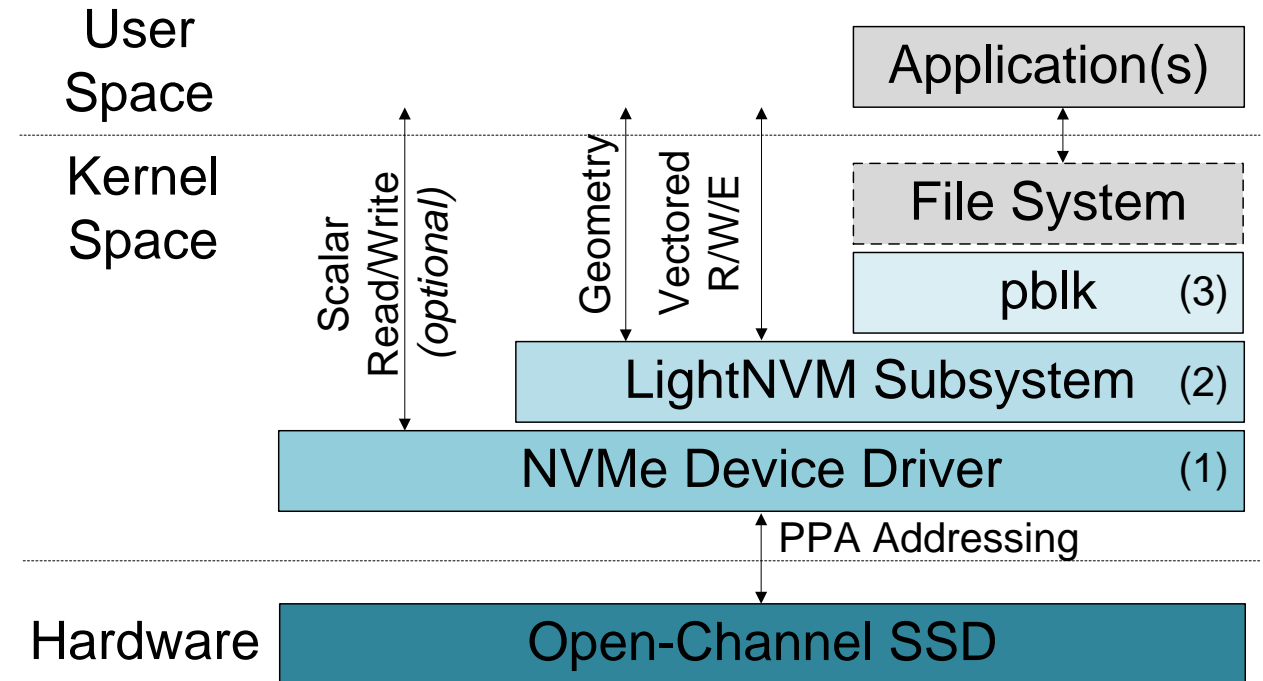 User
Space
Application(s)
Kernel
Space
Scalar
Read/Write
(optional)
Geometry
Vectored
R/W/E
File System
pblk (3)
LightNVM Subsystem (2)
NVMe Device Driver (1)
PPA Addressing
Hardware
Open-Channel SSD